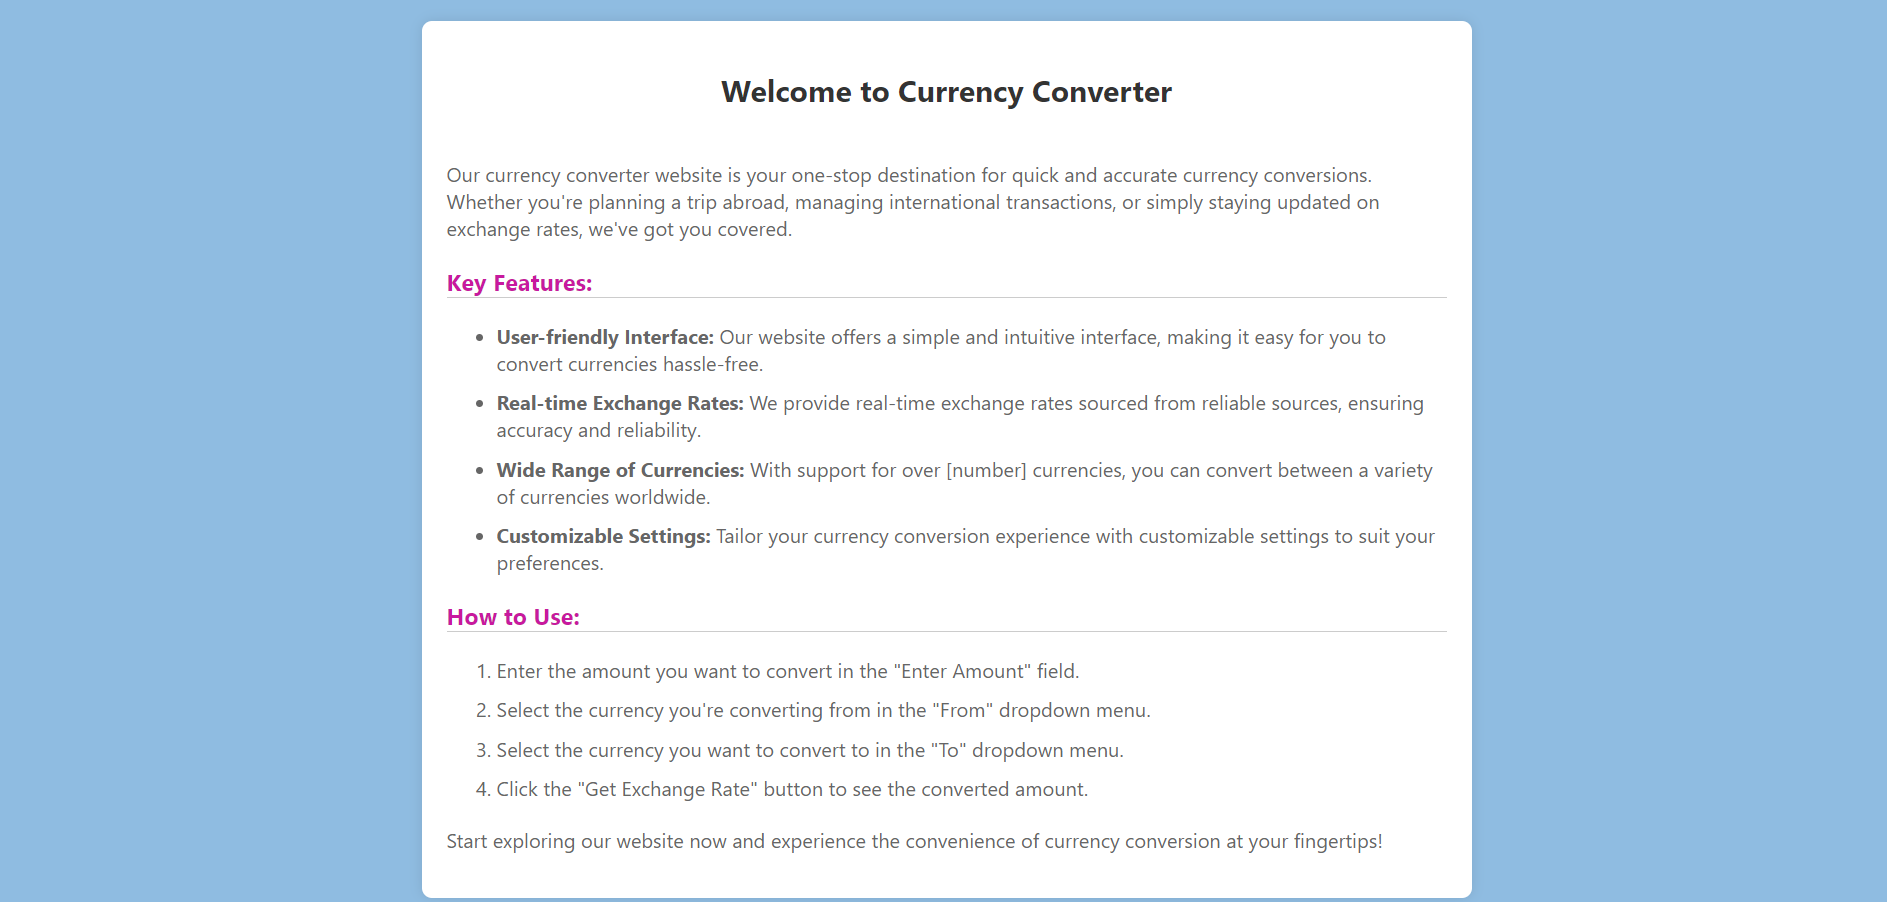 Welcome to Currency Converter
Our currency converter website is your one-stop destination for quick and accurate currency conversions.
Whether you're planning a trip abroad, managing international transactions, or simply staying updated on
exchange rates, we've got you covered.
Key Features:
• User-friendly Interface: Our website offers a simple and intuitive interface, making it easy for you to
convert currencies hassle-free.
• Real-time Exchange Rates: We provide real-time exchange rates sourced from reliable sources, ensuring
accuracy and reliability.
• Wide Range of Currencies: With support for over [number] currencies, you can convert between a variety
of currencies worldwide.
• Customizable Settings: Tailor your currency conversion experience with customizable settings to suit your
preferences.
How to Use:
1. Enter the amount you want to convert in the "Enter Amount" field.
2. Select the currency you're converting from in the "From" dropdown menu.
3. Select the currency you want to convert to in the "To" dropdown menu.
4. Click the "Get Exchange Rate" button to see the converted amount.
Start exploring our website now and experience the convenience of currency conversion at your fingertips!